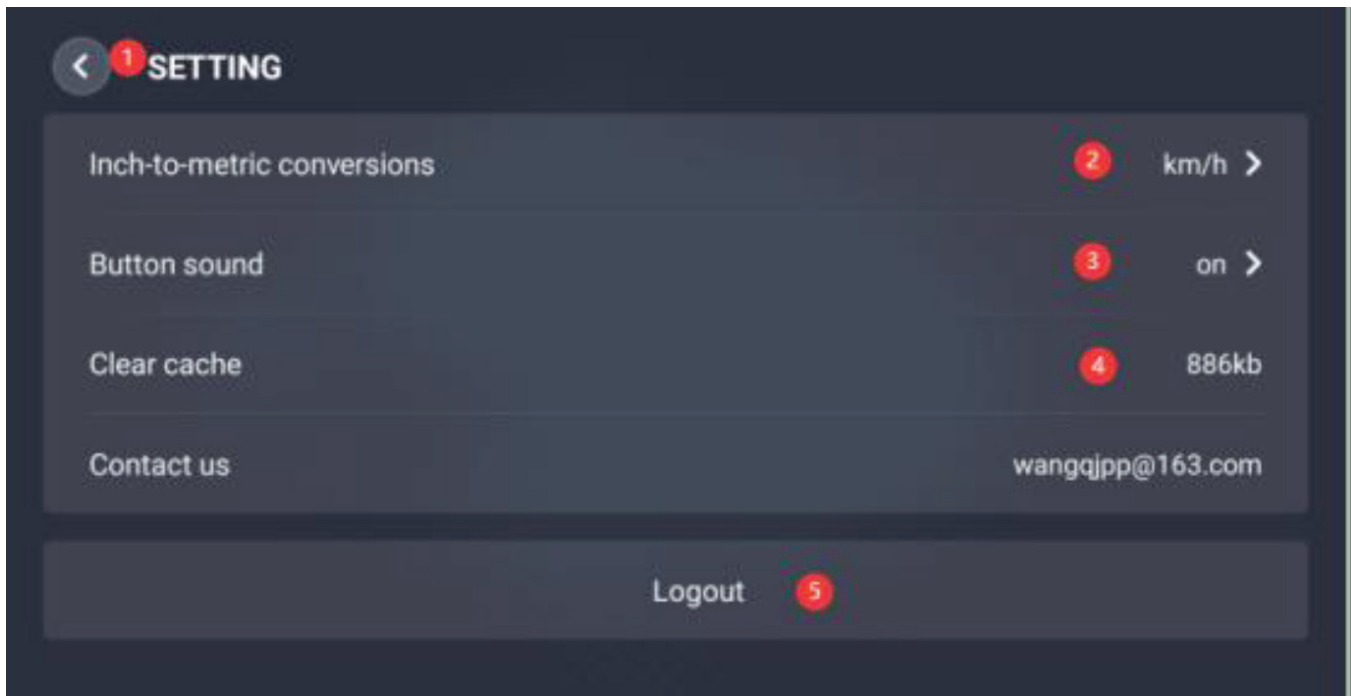 1 SETTING
Inch-to-metric conversions 2 km/h
Button sound 3 on
Clear cache 4 886kb
Contact us wangqjpp@163.com
Logout 5